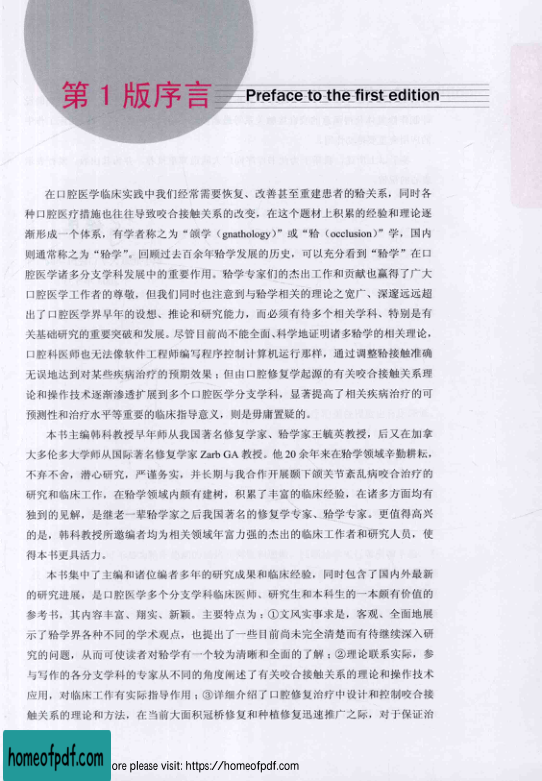 第 1 版序言
Preface to the first edition
在口腔医学临床实践中我们经常需要恢复、改善甚至重建患者的𬌗关系，同时各
种口腔医疗措施也往往导致咬合接触关系的改变，在这个题材上积累的经验和理论逐
渐形成一个体系，有学者称之为“颌学（gnathology）”或“𬌗（occlusion）”学，国内
则通常称之为“𬌗学”。回顾过去百余年𬌗学发展的历史，可以充分看到“𬌗学”在口
腔医学诸多分支学科发展中的重要作用。𬌗学专家们的杰出工作和贡献也赢得了广大
口腔医学工作者的尊敬，但我们同时也注意到与𬌗学相关的理论之宽广、深邃远远超
出了口腔医学界早年的设想、推论和研究能力，而必须有待多个相关学科、特别是有
关基础研究的重要突破和发展。尽管目前尚不能全面、科学地证明诸多𬌗学的相关理论，
口腔科医师也无法像软件工程师编写程序控制计算机运行那样，通过调整𬌗接触准确
无误地达到对某些疾病治疗的预期效果；但由口腔修复学起源的有关咬合接触关系理
论和操作技术逐渐渗透扩展到多个口腔医学分支学科，显著提高了相关疾病治疗的可
预测性和治疗水平等重要的临床指导意义，则是毋庸置疑的。
本书主编韩科教授早年师从我国著名修复学家、𬌗学家王毓英教授，后又在加拿
大多伦多大学师从国际著名修复学家 Zarb GA 教授。他 20 余年来在𬌗学领域辛勤耕耘，
不弃不舍，潜心研究，严谨务实，并长期与我合作开展颞下颌关节紊乱病咬合治疗的
研究和临床工作，在𬌗学领域内颇有建树，积累了丰富的临床经验，在诸多方面均有
独到的见解，是继老一辈𬌗学家之后我国著名的修复学专家、𬌗学专家。更值得高兴
的是，韩科教授所邀编者均为相关领域年富力强的杰出的临床工作者和研究人员，使
得本书更具活力。
本书集中了主编和诸位编者多年的研究成果和临床经验，同时包含了国内外最新
的研究进展，是口腔医学多个分支学科临床医师、研究生和本科生的一本颇有价值的
参考书，其内容丰富、翔实、新颖。主要特点为：①文风实事求是，客观、全面地展
示了𬌗学界各种不同的学术观点，也提出了一些目前尚未完全清楚而有待继续深入研
究的问题，从而可使读者对𬌗学有一个较为清晰和全面的了解；②理论联系实际，参
与写作的各分支学科的专家从不同的角度阐述了有关咬合接触关系的理论和操作技术
应用，对临床工作有实际指导作用；③详细介绍了口腔修复治疗中设计和控制咬合接
触关系的理论和方法，在当前大面积冠桥修复和种植修复迅速推广之际，对于保证治
homeofpdf.com
ore please visit: https://homeofpdf.com